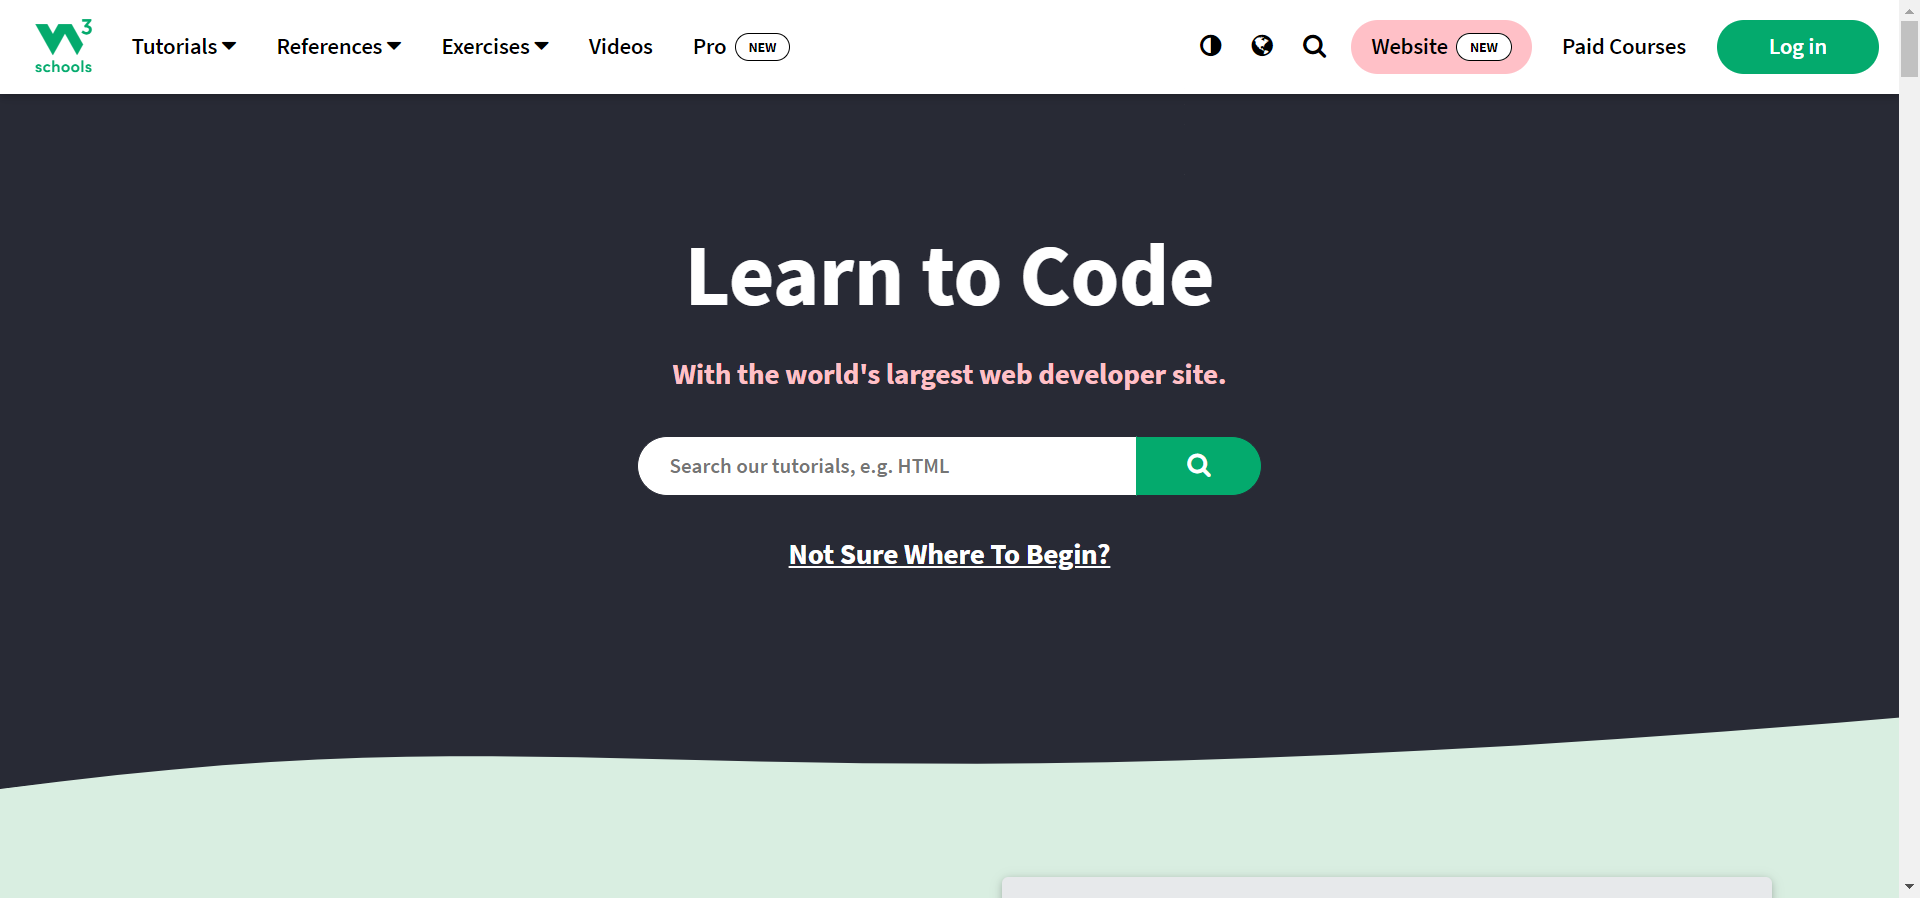 W3 schools
Tutorials References Exercises Videos Pro NEW Website NEW Paid Courses Log in
Learn to Code
With the world's largest web developer site.
Search our tutorials, e.g. HTML
Not Sure Where To Begin?